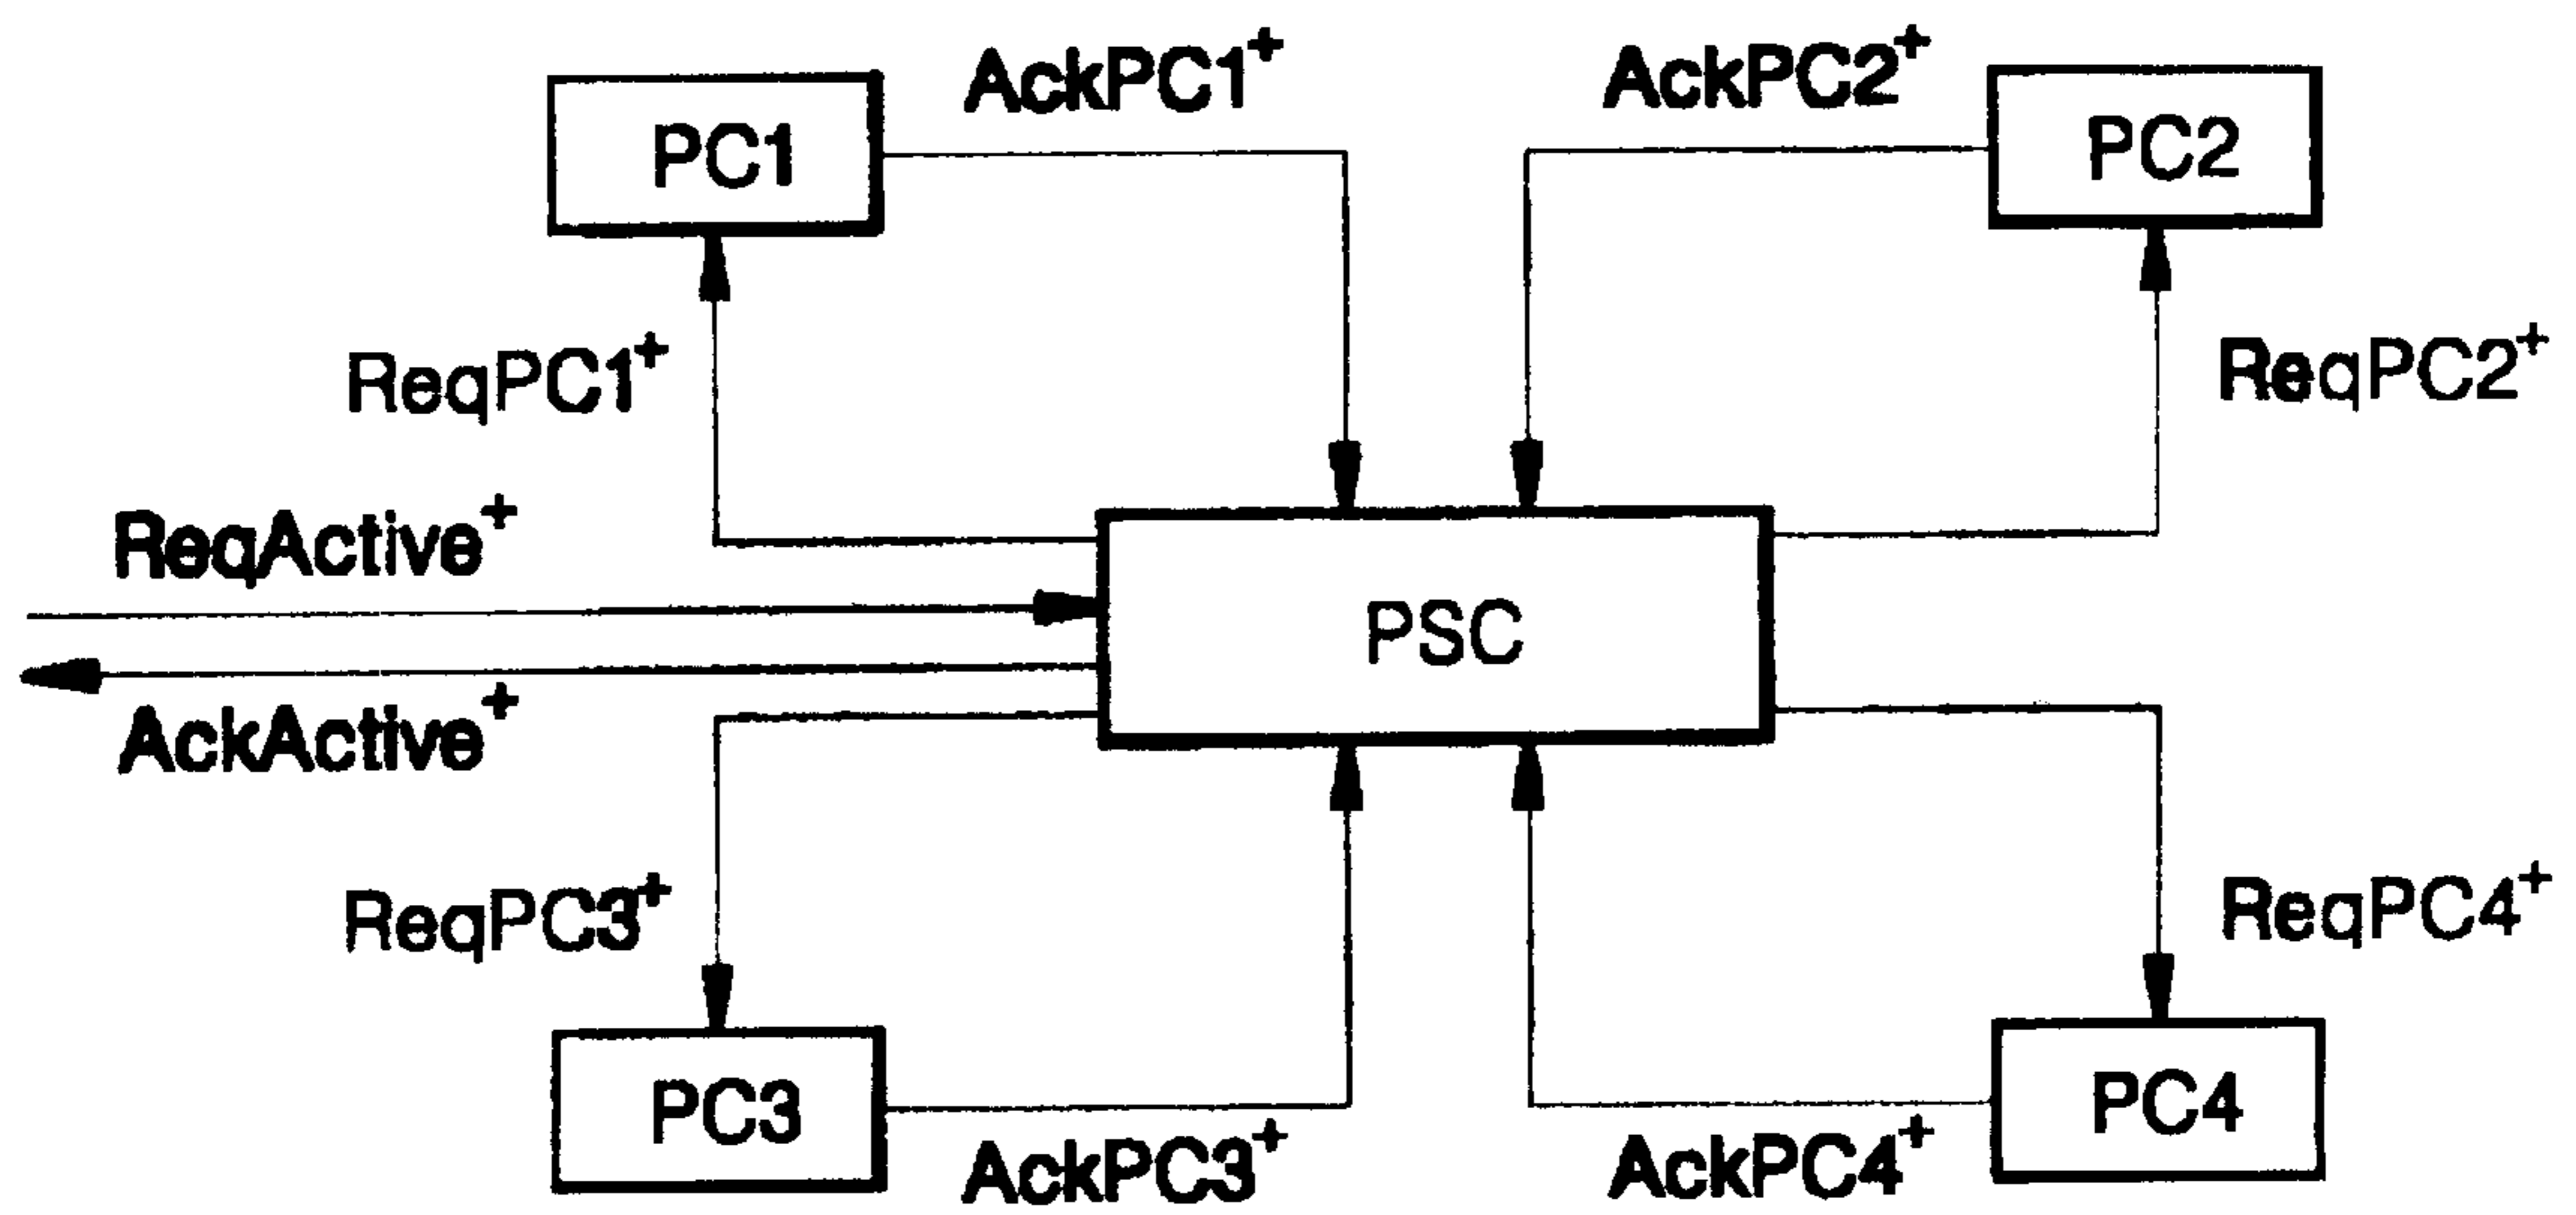 AckPC1+
AckPC2+
PC1
PC2
ReqPC1+
ReqPC2+
ReqActive+
PSC
AckActive+
ReqPC3+
ReqPC4+
PC3
PC4
AckPC3+
AckPC4+